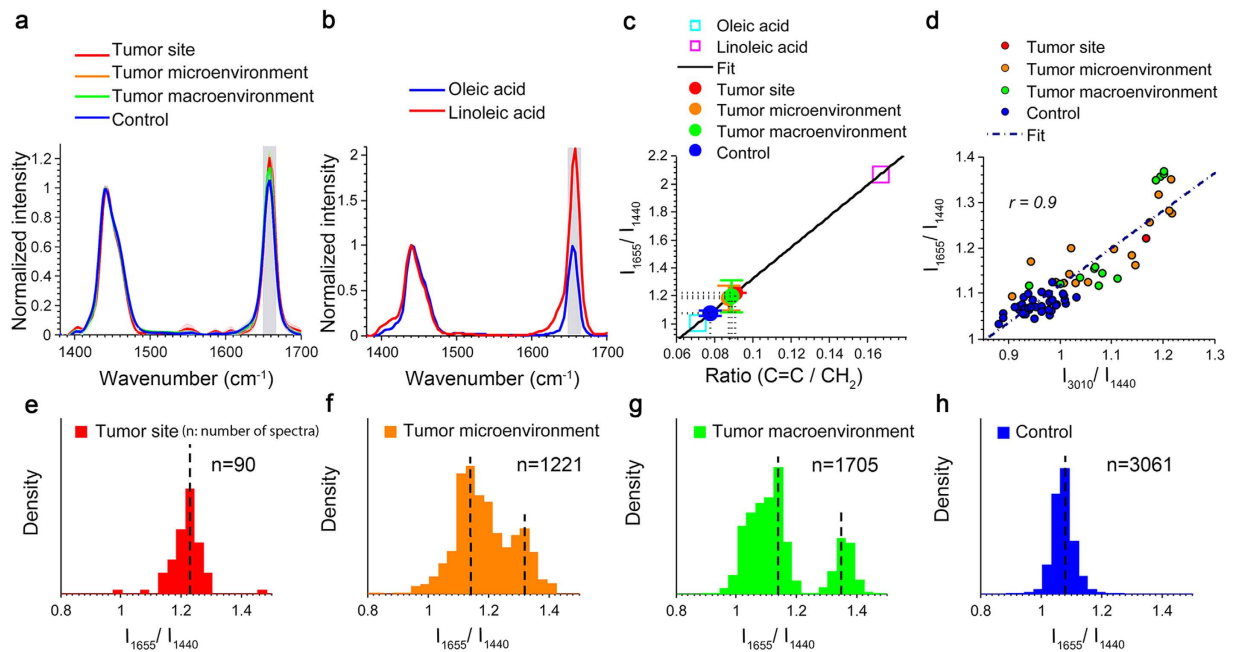 a
Tumor site
Tumor microenvironment
Tumor macroenvironment
Control
Normalized intensity
1.2
1
0.8
0.6
0.4
0.2
0
1400
1500
1600
1700
Wavenumber (cm⁻¹)
b
Oleic acid
Linoleic acid
Normalized intensity
2
1.5
1
0.5
0
1400
1500
1600
1700
Wavenumber (cm⁻¹)
c
Oleic acid
Linoleic acid
Fit
Tumor site
Tumor microenvironment
Tumor macroenvironment
Control
I₁₆₅₅/ I₁₄₄₀
2.2
2
1.8
1.6
1.4
1.2
1
0.06
0.08
0.1
0.12
0.14
0.16
Ratio (C=C / CH₂)
d
Tumor site
Tumor microenvironment
Tumor macroenvironment
Control
Fit
I₁₆₅₅/ I₁₄₄₀
r = 0.9
1.4
1.3
1.2
1.1
1
0.9
1
1.1
1.2
1.3
I₃₀₁₀/ I₁₄₄₀
e
Tumor site (n: number of spectra)
n=90
Density
0.8
1
1.2
1.4
I₁₆₅₅/ I₁₄₄₀
f
Tumor microenvironment
n=1221
Density
0.8
1
1.2
1.4
I₁₆₅₅/ I₁₄₄₀
g
Tumor macroenvironment
n=1705
Density
0.8
1
1.2
1.4
I₁₆₅₅/ I₁₄₄₀
h
Control
n=3061
Density
0.8
1
1.2
1.4
I₁₆₅₅/ I₁₄₄₀